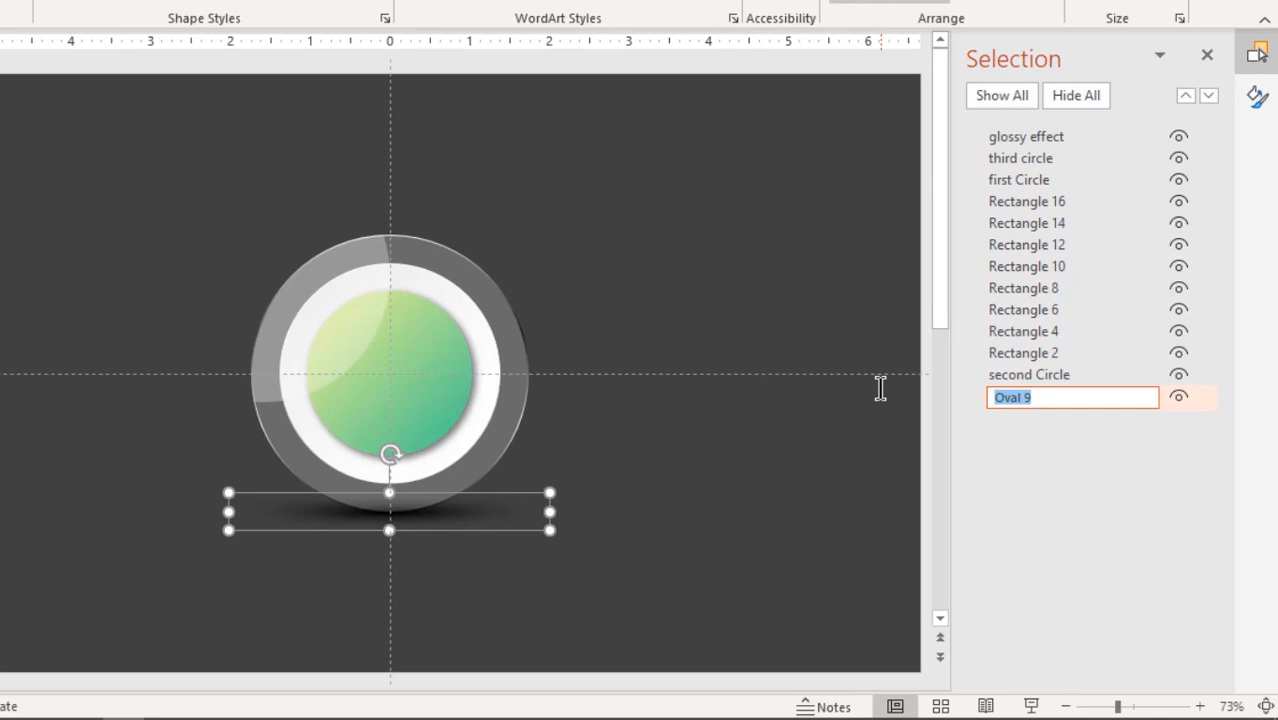 Shape Styles WordArt Styles Accessibility Arrange Size
4 3 2 1 0 1 2 3 4 5 6
Selection
Show All Hide All
glossy effect
third circle
first Circle
Rectangle 16
Rectangle 14
Rectangle 12
Rectangle 10
Rectangle 8
Rectangle 6
Rectangle 4
Rectangle 2
second Circle
Oval 9
ate Notes 73%